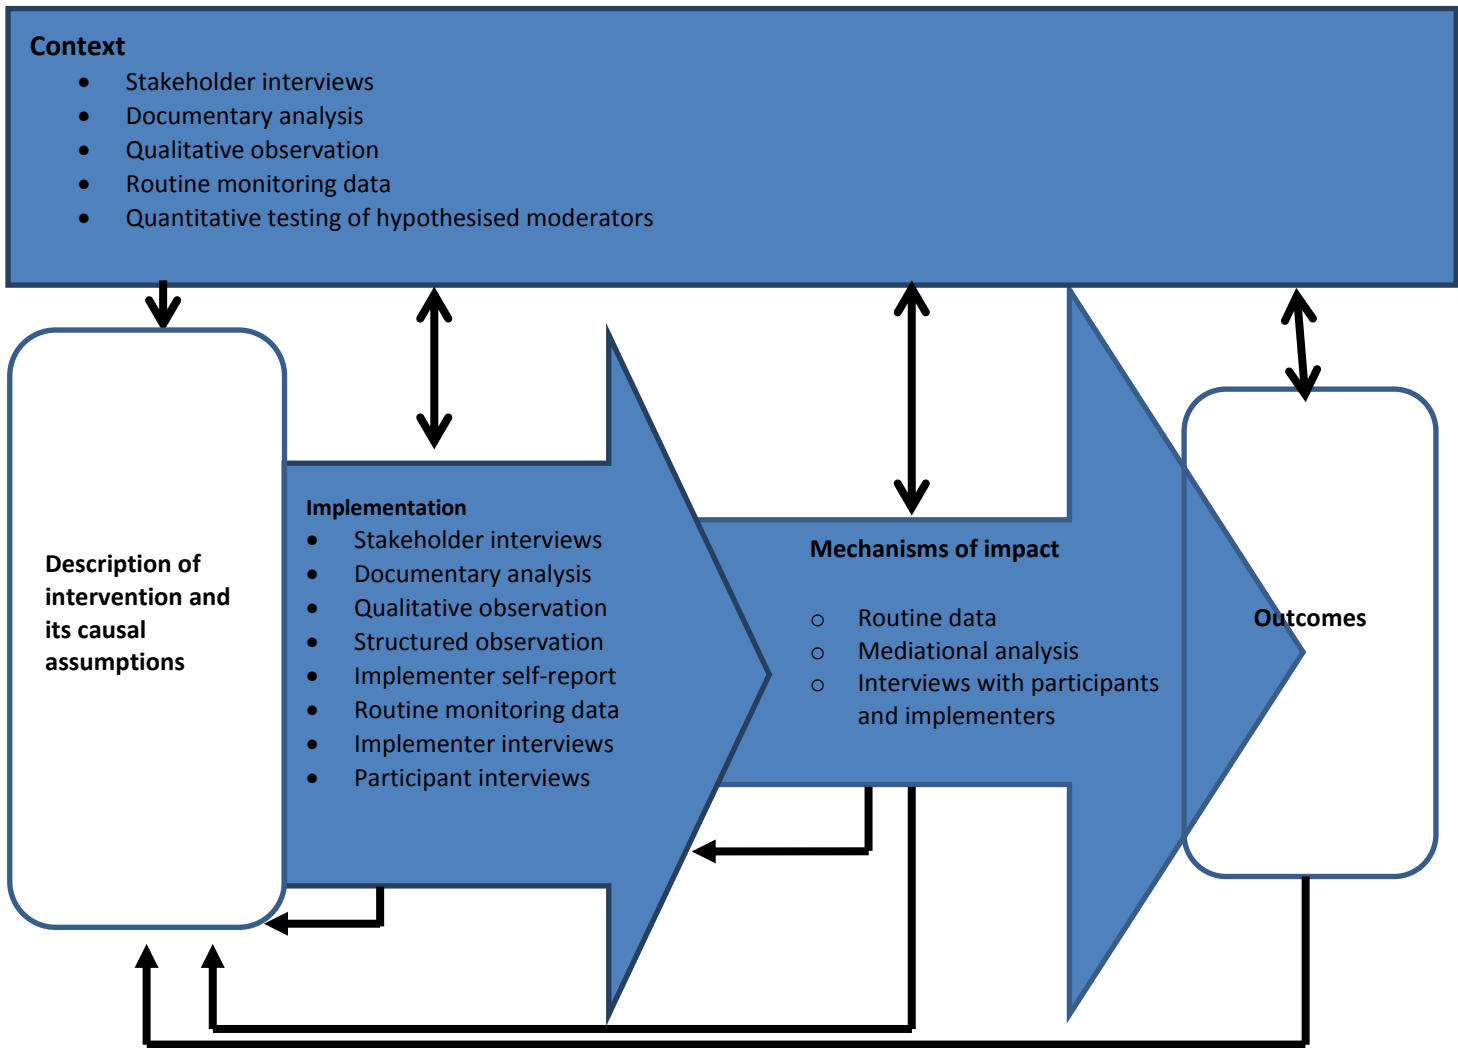 Context
• Stakeholder interviews
• Documentary analysis
• Qualitative observation
• Routine monitoring data
• Quantitative testing of hypothesised moderators
Description of
intervention and
its causal
assumptions
Implementation
• Stakeholder interviews
• Documentary analysis
• Qualitative observation
• Structured observation
• Implementer self-report
• Routine monitoring data
• Implementer interviews
• Participant interviews
Mechanisms of impact
o Routine data
o Mediational analysis
o Interviews with participants
and implementers
Outcomes